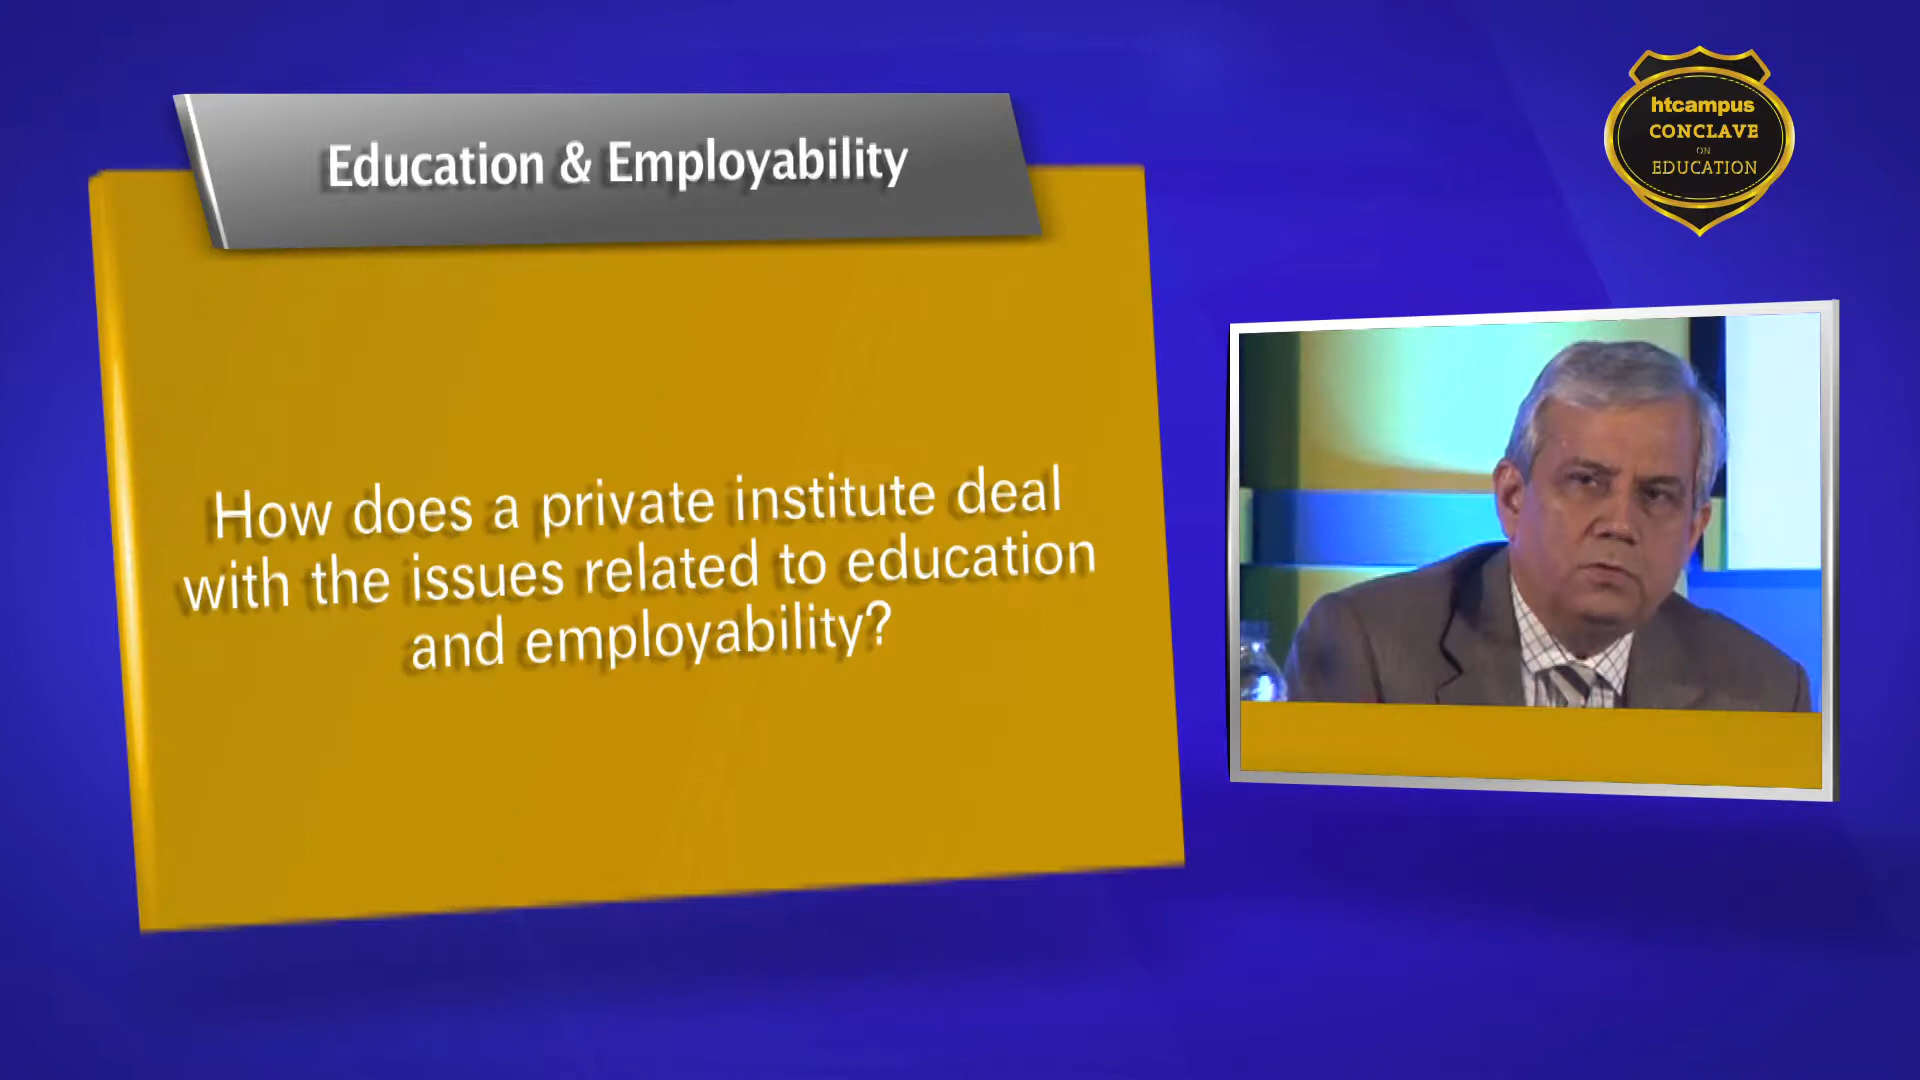 Education & Employability
How does a private institute deal
with the issues related to education
and employability?
htcampus
CONCLAVE
ON
EDUCATION